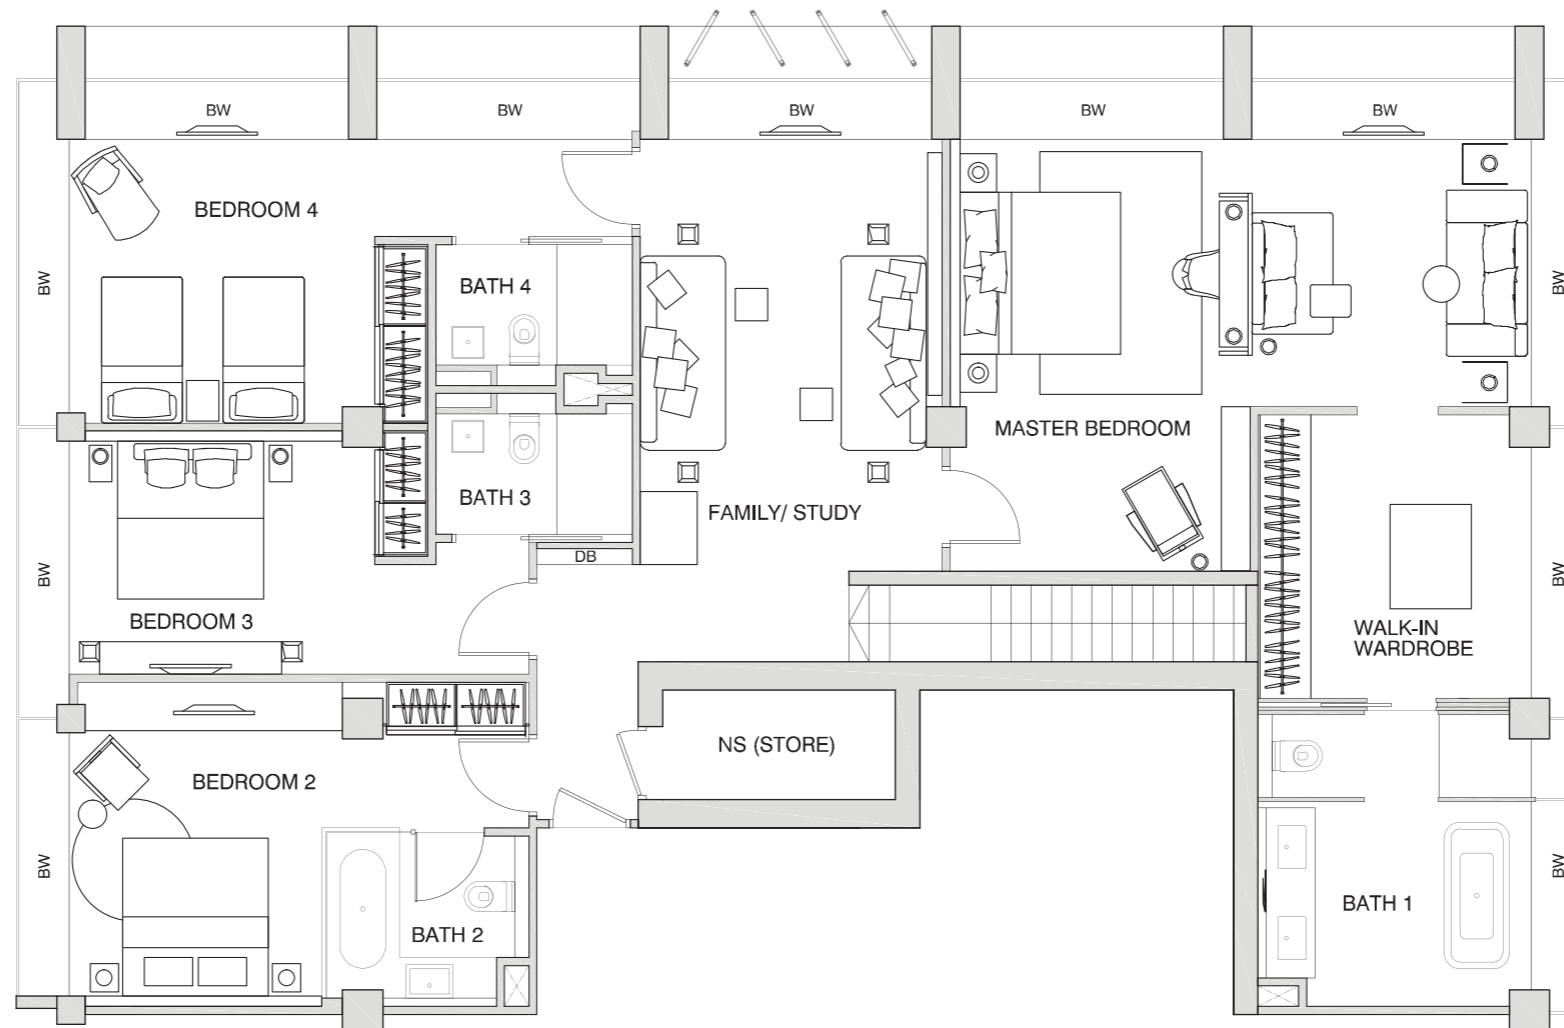 BW
BW
BW
BW
BW
BEDROOM 4
BW
BATH 4
BW
MASTER BEDROOM
BATH 3
FAMILY/ STUDY
DB
BW
BW
BEDROOM 3
WALK-IN
WARDROBE
NS (STORE)
BEDROOM 2
BW
BW
BATH 1
BATH 2